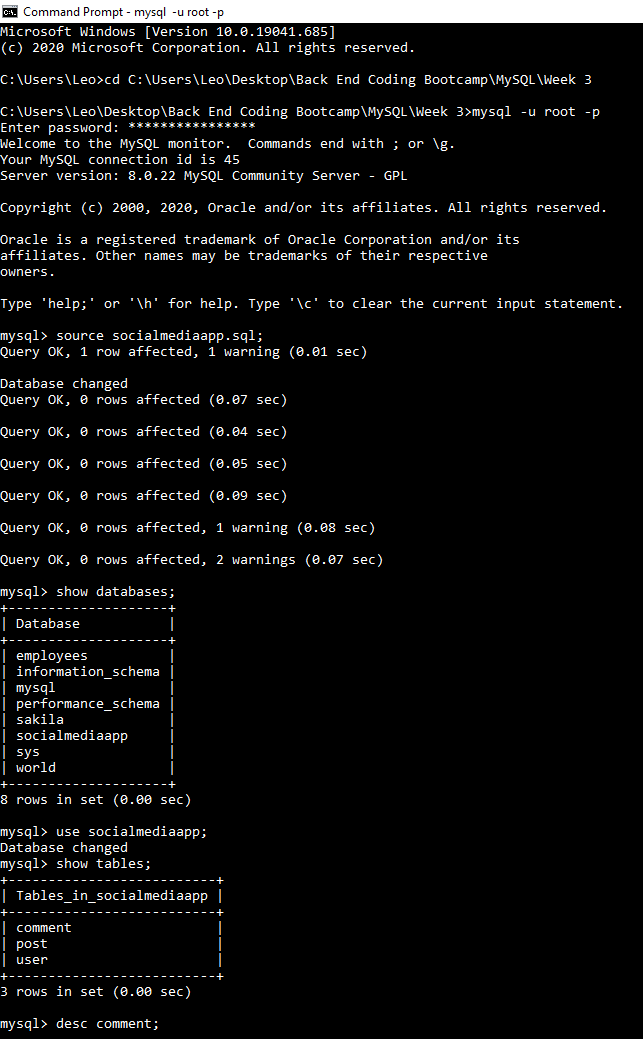 Command Prompt - mysql -u root -p
Microsoft Windows [Version 10.0.19041.685]
(c) 2020 Microsoft Corporation. All rights reserved.
C:\Users\Leo>cd C:\Users\Leo\Desktop\Back End Coding Bootcamp\MySQL\Week 3
C:\Users\Leo\Desktop\Back End Coding Bootcamp\MySQL\Week 3>mysql -u root -p
Enter password: ****************
Welcome to the MySQL monitor.  Commands end with ; or \g.
Your MySQL connection id is 45
Server version: 8.0.22 MySQL Community Server - GPL
Copyright (c) 2000, 2020, Oracle and/or its affiliates. All rights reserved.
Oracle is a registered trademark of Oracle Corporation and/or its
affiliates. Other names may be trademarks of their respective
owners.
Type 'help;' or '\h' for help. Type '\c' to clear the current input statement.
mysql> source socialmediaapp.sql;
Query OK, 1 row affected, 1 warning (0.01 sec)
Database changed
Query OK, 0 rows affected (0.07 sec)
Query OK, 0 rows affected (0.04 sec)
Query OK, 0 rows affected (0.05 sec)
Query OK, 0 rows affected (0.09 sec)
Query OK, 0 rows affected, 1 warning (0.08 sec)
Query OK, 0 rows affected, 2 warnings (0.07 sec)
mysql> show databases;
+--------------------+
| Database           |
+--------------------+
| employees          |
| information_schema |
| mysql              |
| performance_schema |
| sakila             |
| socialmediaapp     |
| sys                |
| world              |
+--------------------+
8 rows in set (0.00 sec)
mysql> use socialmediaapp;
Database changed
mysql> show tables;
+--------------------------+
| Tables_in_socialmediaapp |
+--------------------------+
| comment                  |
| post                     |
| user                     |
+--------------------------+
3 rows in set (0.00 sec)
mysql> desc comment;